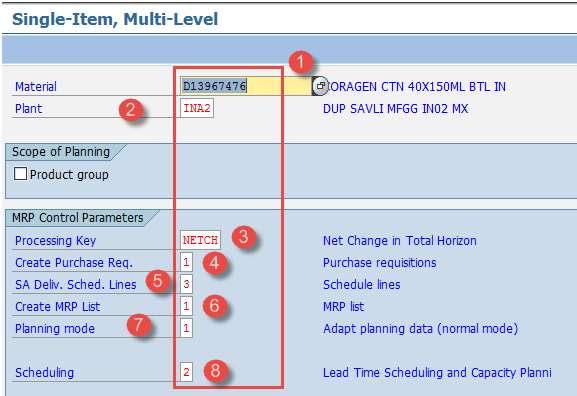 Single-Item, Multi-Level
1
Material D13967476 CORAGEN CTN 40X150ML BTL IN
Plant 2 INA2 DUP SAVLI MFGG IN02 MX
Scope of Planning
Product group
MRP Control Parameters
Processing Key NETCH 3 Net Change in Total Horizon
Create Purchase Req. 1 4 Purchase requisitions
SA Deliv. Sched. Lines 5 3 Schedule lines
Create MRP List 1 6 MRP list
Planning mode 7 1 Adapt planning data (normal mode)
Scheduling 2 8 Lead Time Scheduling and Capacity Planni